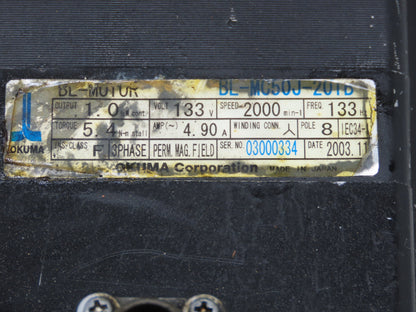 BL-MOTOR BL-MC50J-20TB
OUTPUT 1.0 kW cont. VOLT 133 V SPEED 2000 min-1 FREQ. 133 Hz
TORQUE 5.4 N-m stall AMP(~) 4.90 A WINDING CONN. POLE 8 IEC34-
INS.CLASS F 3PHASE PERM. MAG. FIELD SER.NO. 03000334 DATE 2003.11
OKUMA
OKUMA Corporation MADE IN JAPAN